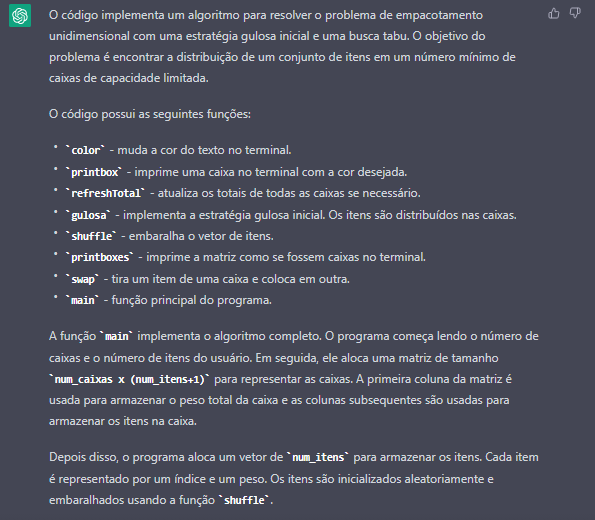 O código implementa um algoritmo para resolver o problema de empacotamento
unidimensional com uma estratégia gulosa inicial e uma busca tabu. O objetivo do
problema é encontrar a distribuição de um conjunto de itens em um número mínimo de
caixas de capacidade limitada.
O código possui as seguintes funções:
• `color` - muda a cor do texto no terminal.
• `printbox` - imprime uma caixa no terminal com a cor desejada.
• `refreshTotal` - atualiza os totais de todas as caixas se necessário.
• `gulosa` - implementa a estratégia gulosa inicial. Os itens são distribuídos nas caixas.
• `shuffle` - embaralha o vetor de itens.
• `printboxes` - imprime a matriz como se fossem caixas no terminal.
• `swap` - tira um item de uma caixa e coloca em outra.
• `main` - função principal do programa.
A função `main` implementa o algoritmo completo. O programa começa lendo o número de
caixas e o número de itens do usuário. Em seguida, ele aloca uma matriz de tamanho
`num_caixas x (num_itens+1)` para representar as caixas. A primeira coluna da matriz é
usada para armazenar o peso total da caixa e as colunas subsequentes são usadas para
armazenar os itens na caixa.
Depois disso, o programa aloca um vetor de `num_itens` para armazenar os itens. Cada item
é representado por um índice e um peso. Os itens são inicializados aleatoriamente e
embaralhados usando a função `shuffle`.